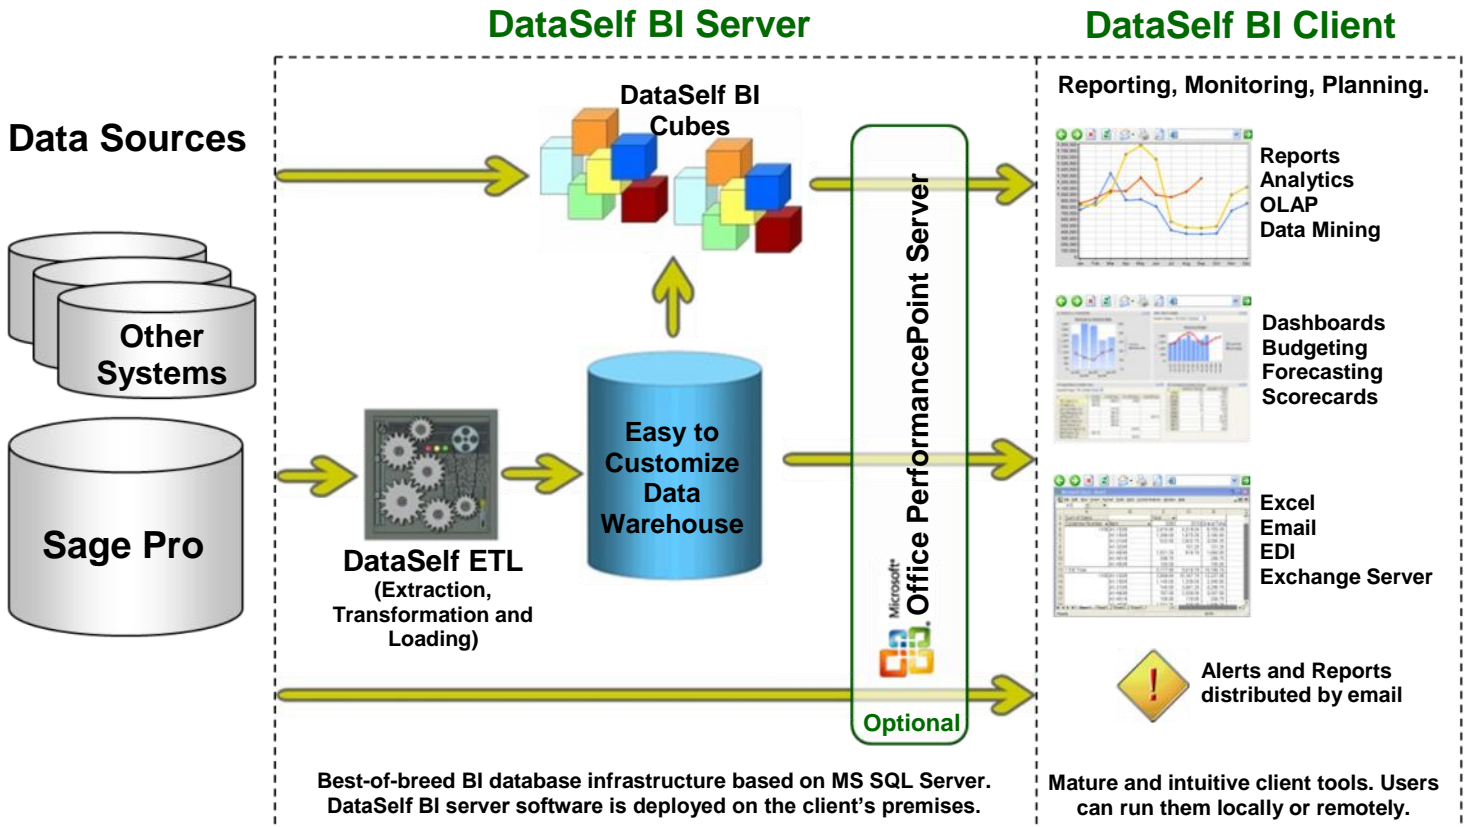 DataSelf BI Server
DataSelf BI Client
Data Sources
Other
Systems
Sage Pro
DataSelf BI
Cubes
DataSelf ETL
(Extraction,
Transformation and
Loading)
Easy to
Customize
Data
Warehouse
Microsoft
Office PerformancePoint Server
Optional
Best-of-breed BI database infrastructure based on MS SQL Server.
DataSelf BI server software is deployed on the client's premises.
Reporting, Monitoring, Planning.
Reports
Analytics
OLAP
Data Mining
Dashboards
Budgeting
Forecasting
Scorecards
Excel
Email
EDI
Exchange Server
Alerts and Reports
distributed by email
Mature and intuitive client tools. Users
can run them locally or remotely.